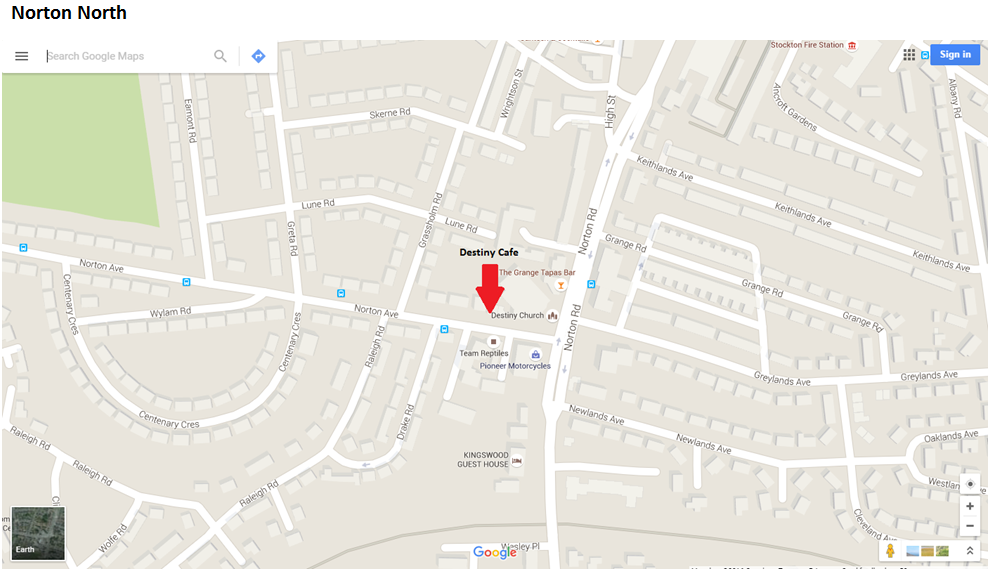 Norton North
Search Google Maps
Sign in
Stockton Fire Station
Eamont Rd
Skerne Rd
Wrightson St
High St
Ancroft Gardens
Albany Rd
Keithlands Ave
Keithlands Ave
Keithlands Ave
Lune Rd
Grassholm Rd
Lune Rd
Greta Rd
Norton Rd
Grange Rd
Destiny Cafe
The Grange Tapas Bar
Norton Ave
Grange Rd
Centenary Cres
Wylam Rd
Norton Ave
Destiny Church
Grange Rd
Centenary Cres
Raleigh Rd
Norton Rd
Team Reptiles
Pioneer Motorcycles
Greylands Ave
Greylands Ave
Centenary Cres
Drake Rd
Newlands Ave
Newlands Ave
Oaklands Ave
Raleigh Rd
KINGSWOOD
GUEST HOUSE
Raleigh Rd
Raleigh Rd
Cleveland Ave
Wolfe Rd
Earth
Google
Wesley Pl